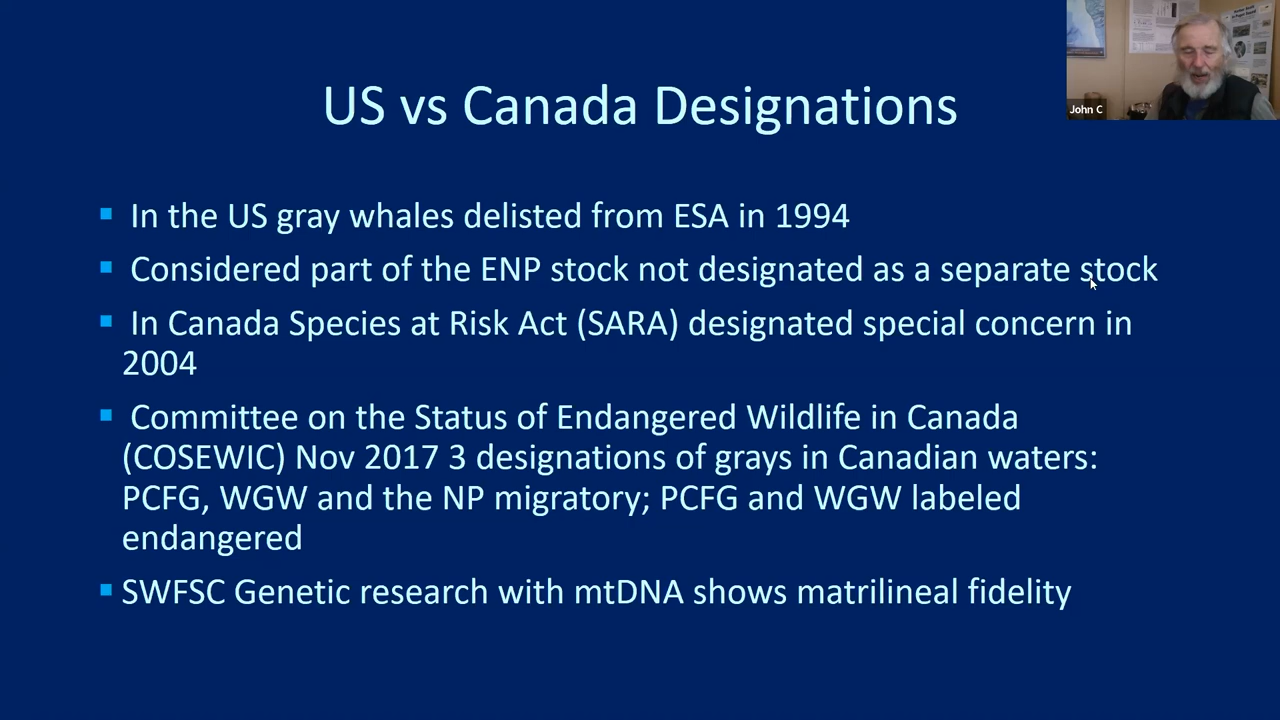 John C
US vs Canada Designations
In the US gray whales delisted from ESA in 1994
Considered part of the ENP stock not designated as a separate stock
In Canada Species at Risk Act (SARA) designated special concern in
2004
Committee on the Status of Endangered Wildlife in Canada
(COSEWIC) Nov 2017 3 designations of grays in Canadian waters:
PCFG, WGW and the NP migratory; PCFG and WGW labeled
endangered
SWFSC Genetic research with mtDNA shows matrilineal fidelity